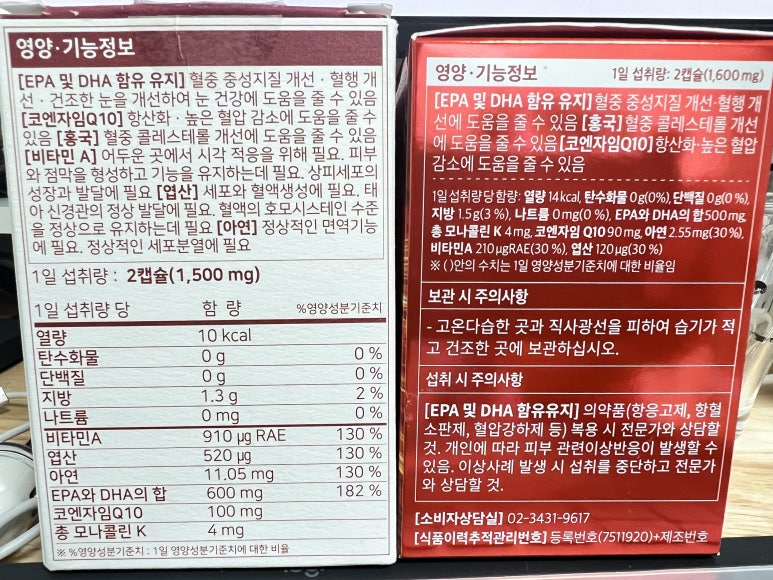 영양·기능정보
[EPA 및 DHA 함유 유지] 혈중 중성지질 개선·혈행 개
선·건조한 눈을 개선하여 눈 건강에 도움을 줄 수 있음
[코엔자임Q10] 항산화·높은 혈압 감소에 도움을 줄 수
있음 [홍국] 혈중 콜레스테롤 개선에 도움을 줄 수 있음
[비타민 A] 어두운 곳에서 시각 적응을 위해 필요. 피부
와 점막을 형성하고 기능을 유지하는데 필요. 상피세포의
성장과 발달에 필요 [엽산] 세포와 혈액생성에 필요. 태
아 신경관의 정상 발달에 필요. 혈액의 호모시스테인 수준
을 정상으로 유지하는데 필요 [아연] 정상적인 면역기능
에 필요. 정상적인 세포분열에 필요
1일 섭취량 : 2캡슐(1,500 mg)
1일 섭취량 당 함 량 %영양성분기준치
열량 10 kcal
탄수화물 0 g 0 %
단백질 0 g 0 %
지방 1.3 g 2 %
나트륨 0 mg 0 %
비타민A 910 μg RAE 130 %
엽산 520 μg 130 %
아연 11.05 mg 130 %
EPA와 DHA의 합 600 mg 182 %
코엔자임Q10 100 mg
총 모나콜린 K 4 mg
※ %영양성분기준치 : 1일 영양성분기준치에 대한 비율
영양·기능정보 1일 섭취량: 2캡슐(1,600mg)
[EPA 및 DHA 함유 유지] 혈중 중성지질 개선·혈행 개
선에 도움을 줄 수 있음 [홍국] 혈중 콜레스테롤 개선
에 도움을 줄 수 있음 [코엔자임Q10] 항산화·높은 혈압
감소에 도움을 줄 수 있음
1일 섭취량당 함량: 열량 14kcal, 탄수화물 0g(0%), 단백질 0g(0%),
지방 1.5g(3%), 나트륨 0mg(0%), EPA와 DHA의 합 500mg,
총 모나콜린 K 4mg, 코엔자임 Q10 90mg, 아연 2.55mg(30%),
비타민A 210μgRAE(30%), 엽산 120μg(30%)
※ ( )안의 수치는 1일 영양성분기준치에 대한 비율임
보관 시 주의사항
- 고온다습한 곳과 직사광선을 피하여 습기가 적
고 건조한 곳에 보관하십시오.
섭취 시 주의사항
[EPA 및 DHA 함유유지] 의약품(항응고제, 항혈
소판제, 혈압강하제 등) 복용 시 전문가와 상담할
것. 개인에 따라 피부 관련이상반응이 발생할 수
있음. 이상사례 발생 시 섭취를 중단하고 전문가
와 상담할 것.
[소비자상담실] 02-3431-9617
[식품이력추적관리번호] 등록번호(7511920)+제조번호